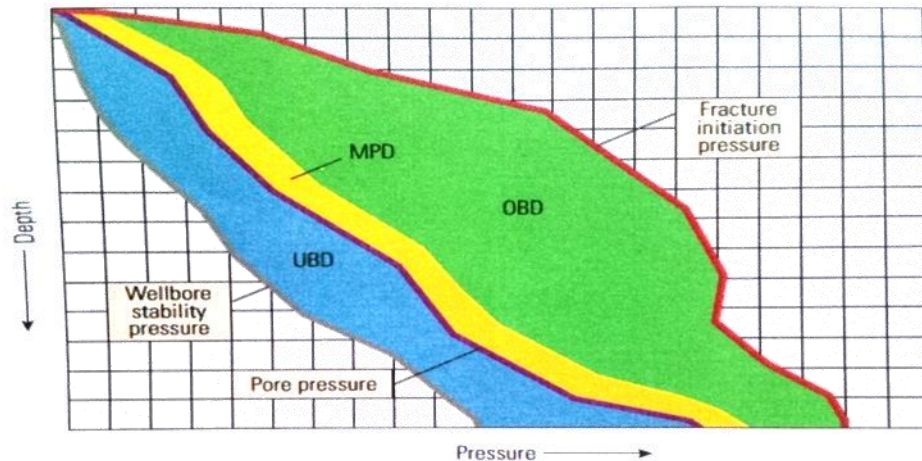 Fracture
initiation
pressure
MPD
OBD
Depth
UBD
Wellbore
stability
pressure
Pore pressure
Pressure